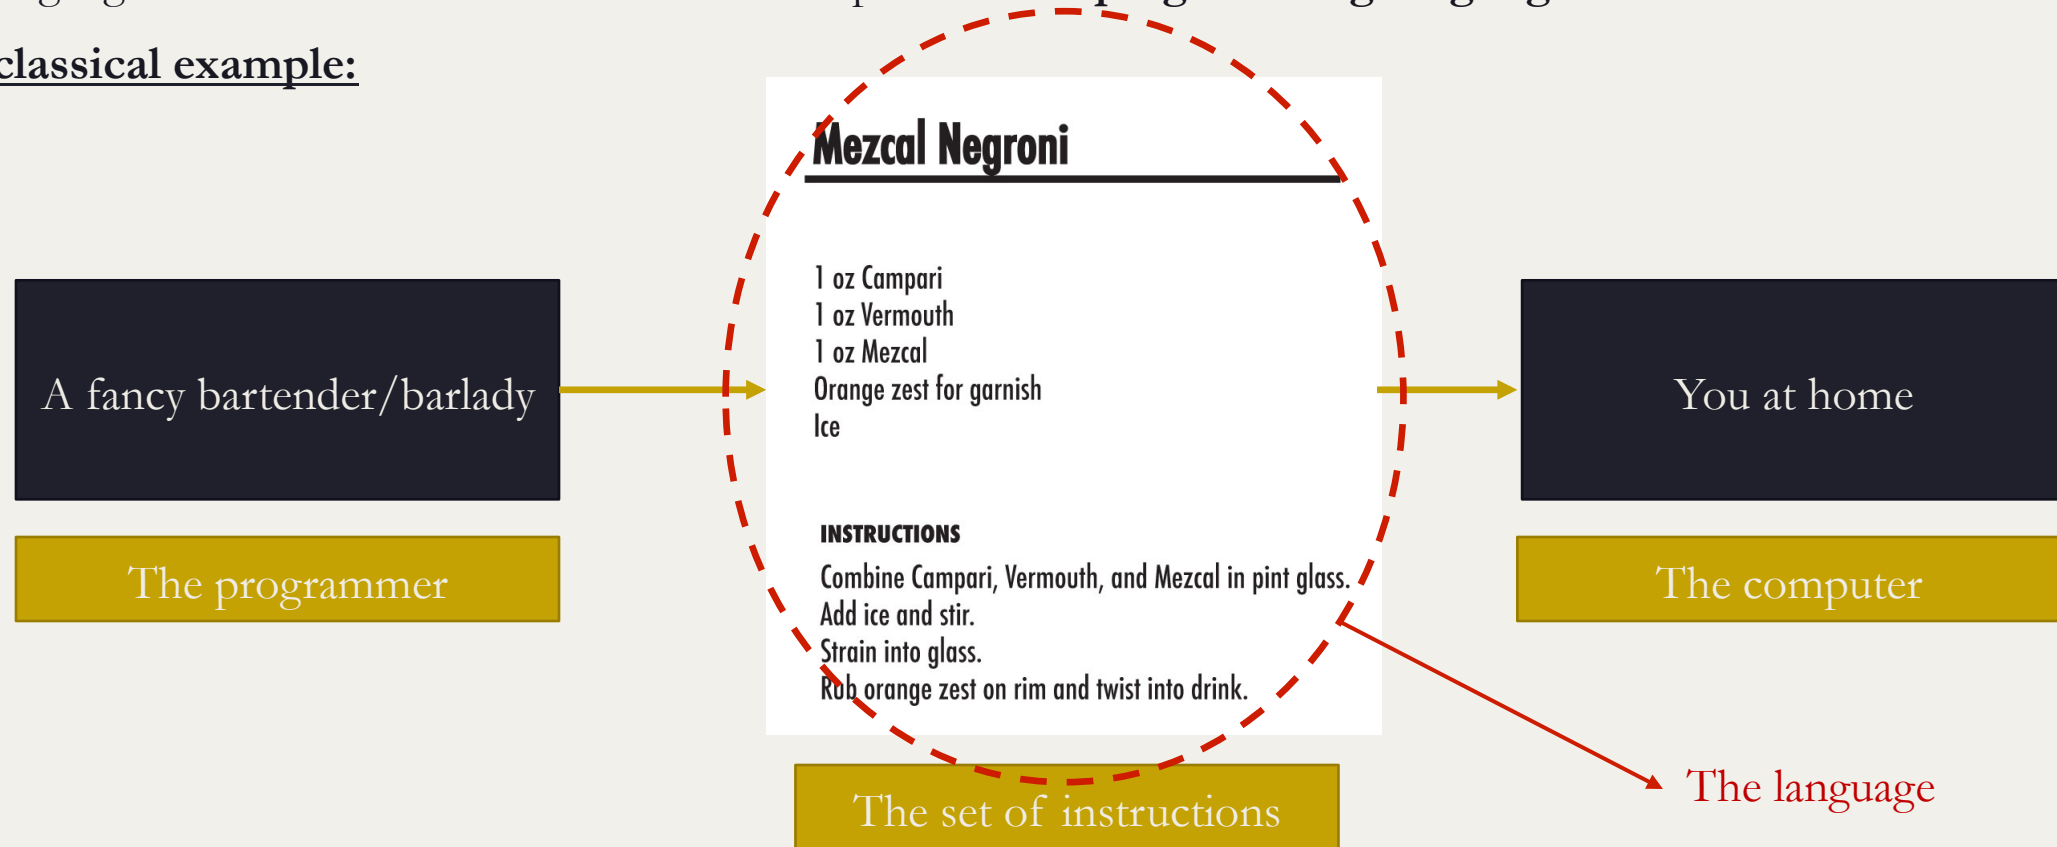 classical example:
Mezcal Negroni
1 oz Campari
1 oz Vermouth
1 oz Mezcal
Orange zest for garnish
Ice
A fancy bartender/barlady
You at home
INSTRUCTIONS
The programmer
Combine Campari, Vermouth, and Mezcal in pint glass.
The computer
Add ice and stir.
Strain into glass.
Rub orange zest on rim and twist into drink.
The language
The set of instructions